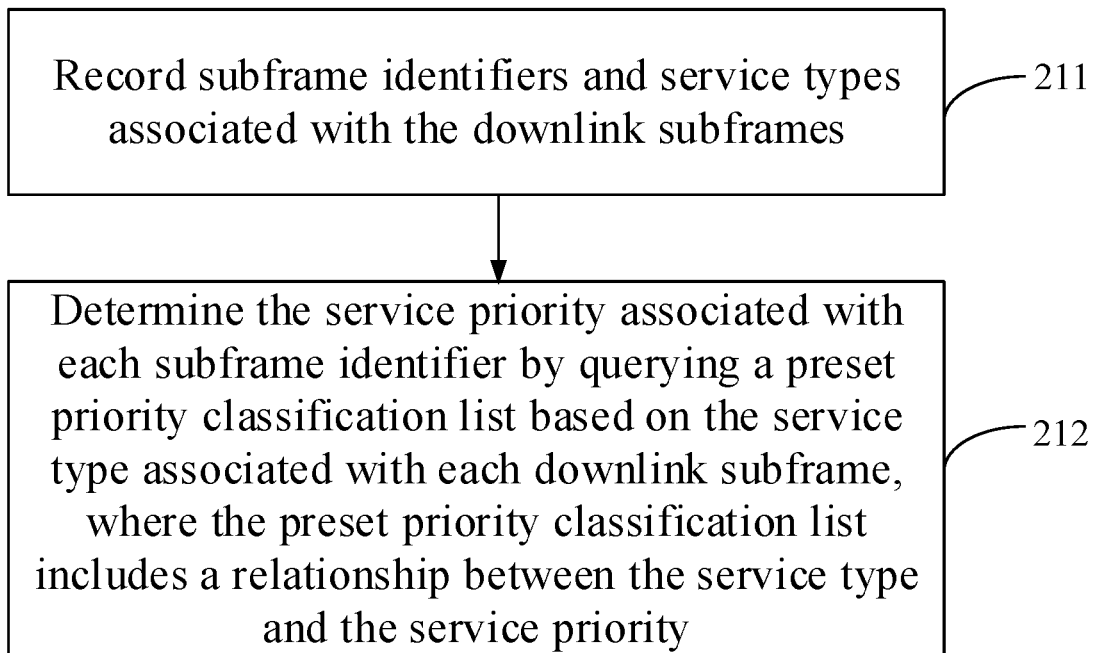 Record subframe identifiers and service types
associated with the downlink subframes
211
Determine the service priority associated with
each subframe identifier by querying a preset
priority classification list based on the service
type associated with each downlink subframe,
where the preset priority classification list
includes a relationship between the service type
and the service priority
212